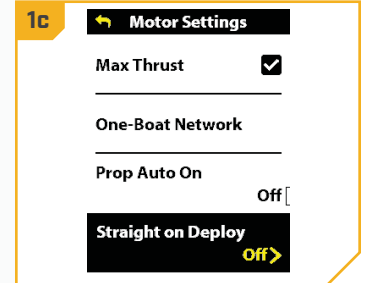 1c
Motor Settings
Max Thrust
One-Boat Network
Prop Auto On
Off
Straight on Deploy
Off